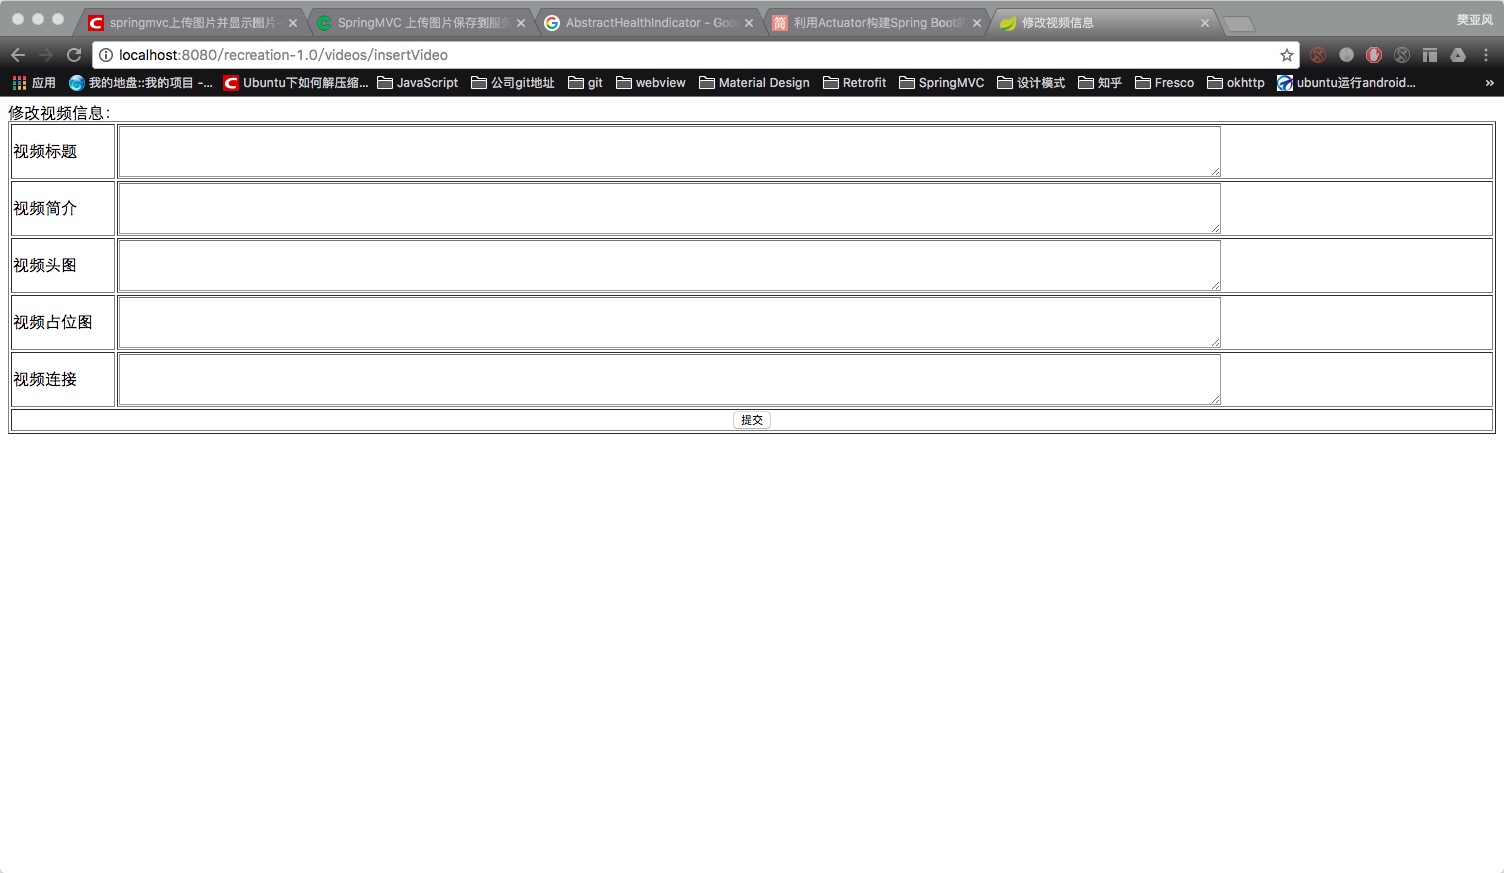 springmvc上传图片并显示图片-
SpringMVC 上传图片保存到服务
AbstractHealthIndicator - Goo
利用Actuator构建Spring Boot的
修改视频信息
樊亚风
localhost:8080/recreation-1.0/videos/insertVideo
应用
我的地盘::我的项目 -...
Ubuntu下如何解压缩...
JavaScript
公司git地址
git
webview
Material Design
Retrofit
SpringMVC
设计模式
知乎
Fresco
okhttp
ubuntu运行android...
»
修改视频信息：
视频标题
视频简介
视频头图
视频占位图
视频连接
提交